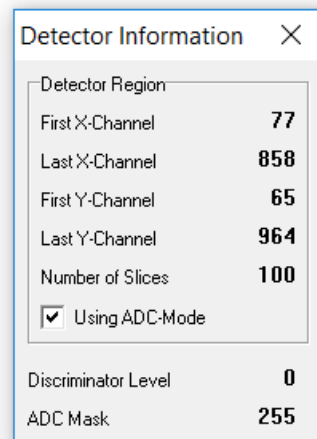 Detector Information
Detector Region
First X-Channel 77
Last X-Channel 858
First Y-Channel 65
Last Y-Channel 964
Number of Slices 100
Using ADC-Mode
Discriminator Level 0
ADC Mask 255